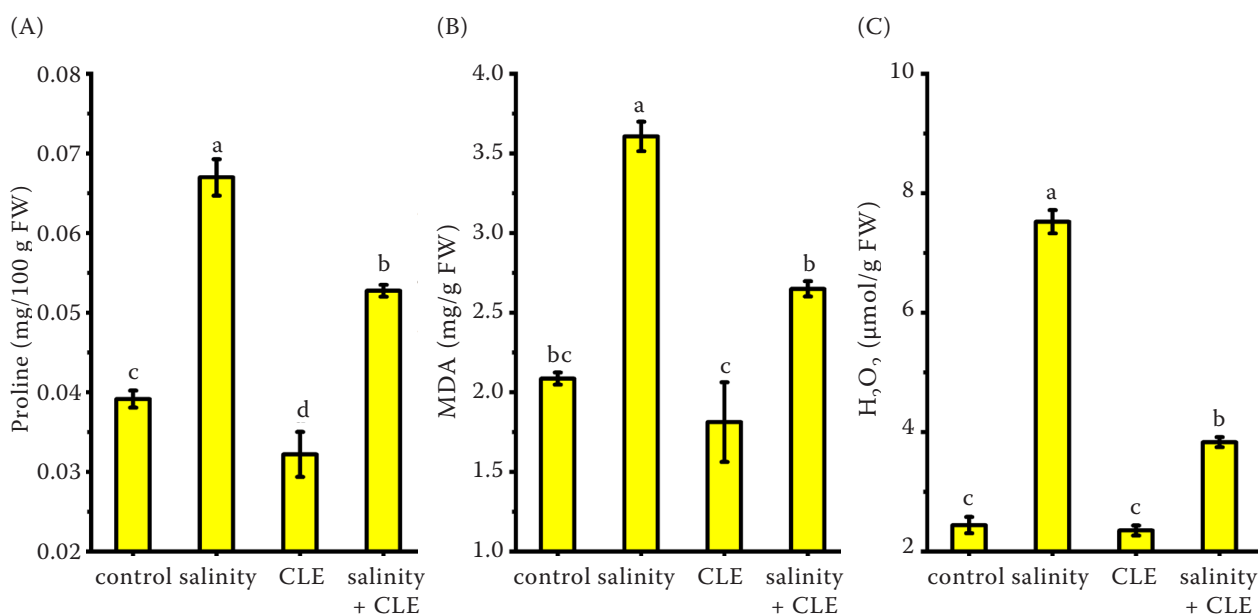 (A)
Proline (mg/100 g FW)
0.08
0.07
0.06
0.05
0.04
0.03
0.02
c
a
d
b
control salinity CLE salinity
+ CLE
(B)
MDA (mg/g FW)
4.0
3.5
3.0
2.5
2.0
1.5
1.0
bc
a
c
b
control salinity CLE salinity
+ CLE
(C)
H₂O₂ (μmol/g FW)
10
8
6
4
2
c
a
c
b
control salinity CLE salinity
+ CLE